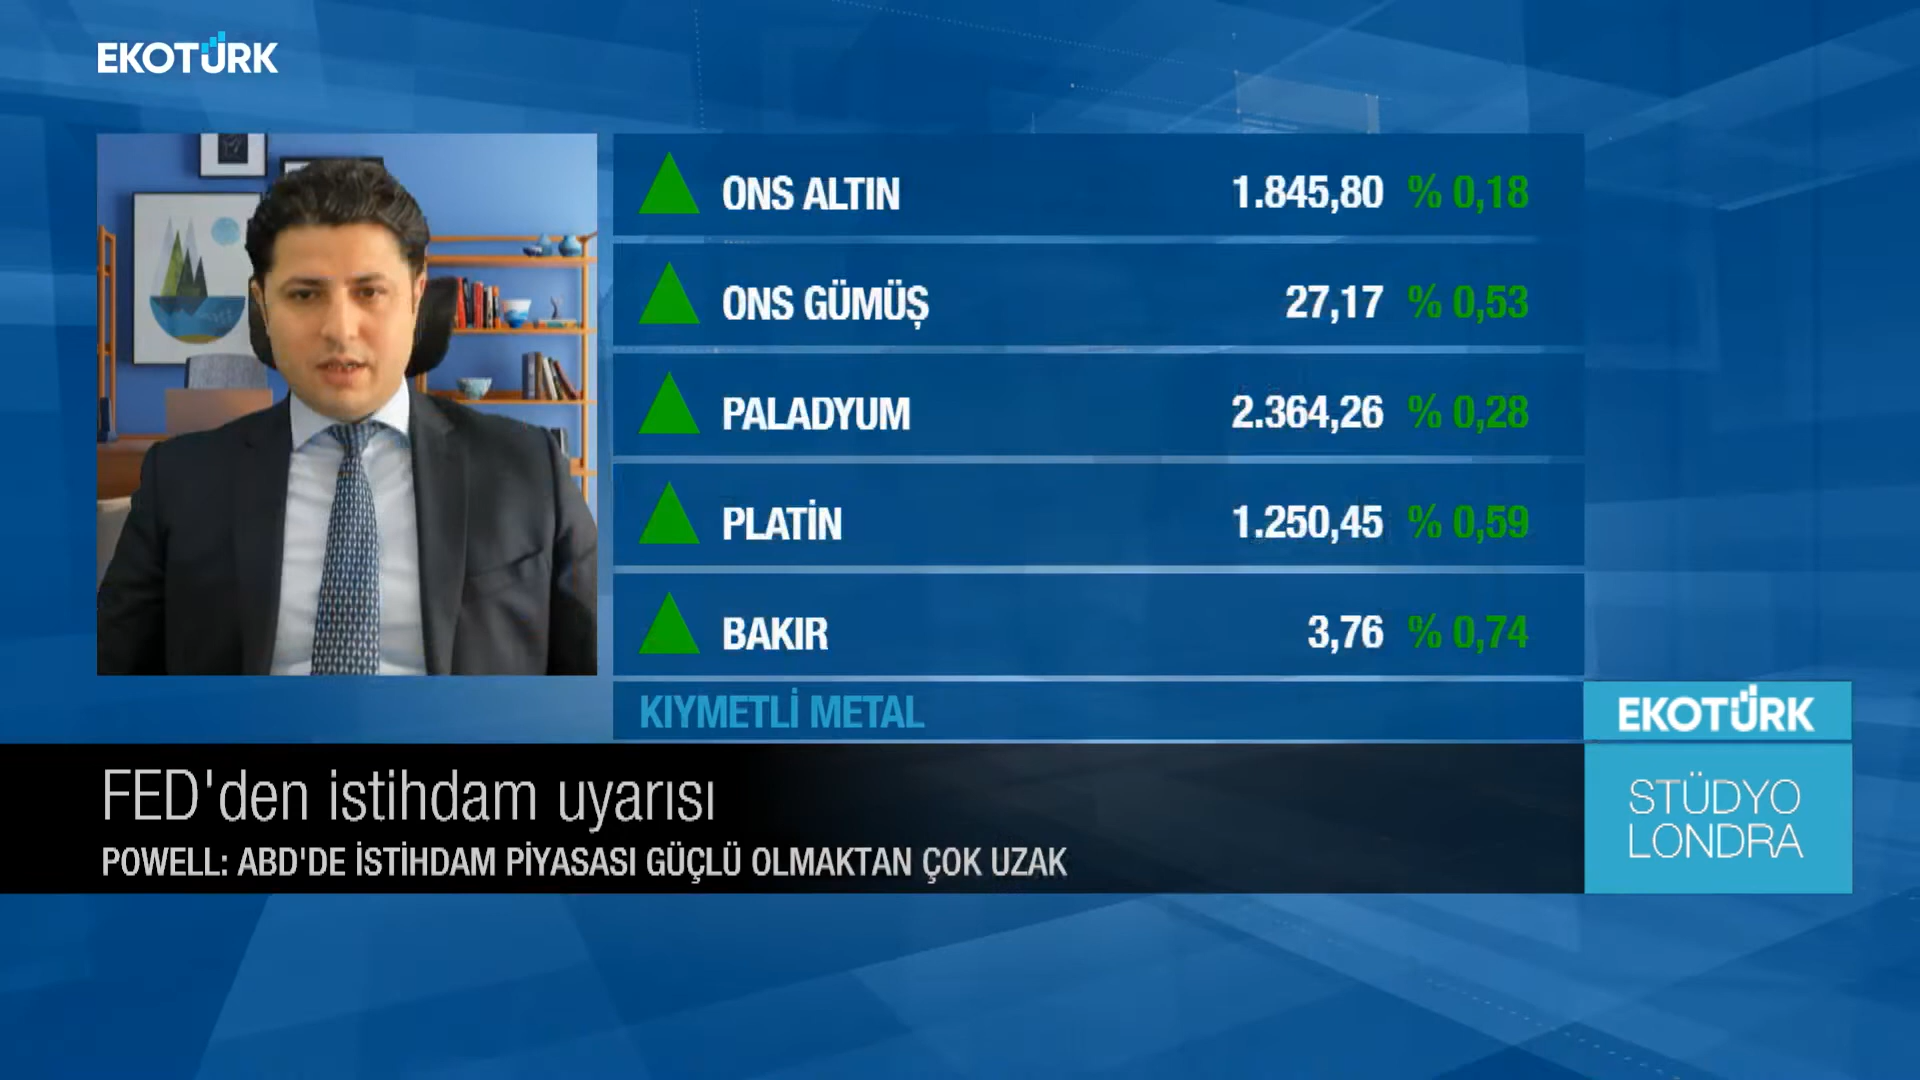 EKOTÜRK
ONS ALTIN 1.845,80 % 0,18
ONS GÜMÜŞ 27,17 % 0,53
PALADYUM 2.364,26 % 0,28
PLATİN 1.250,45 % 0,59
BAKIR 3,76 % 0,74
KIYMETLİ METAL
EKOTÜRK
FED'den istihdam uyarısı
POWELL: ABD'DE İSTİHDAM PİYASASI GÜÇLÜ OLMAKTAN ÇOK UZAK
STÜDYO
LONDRA